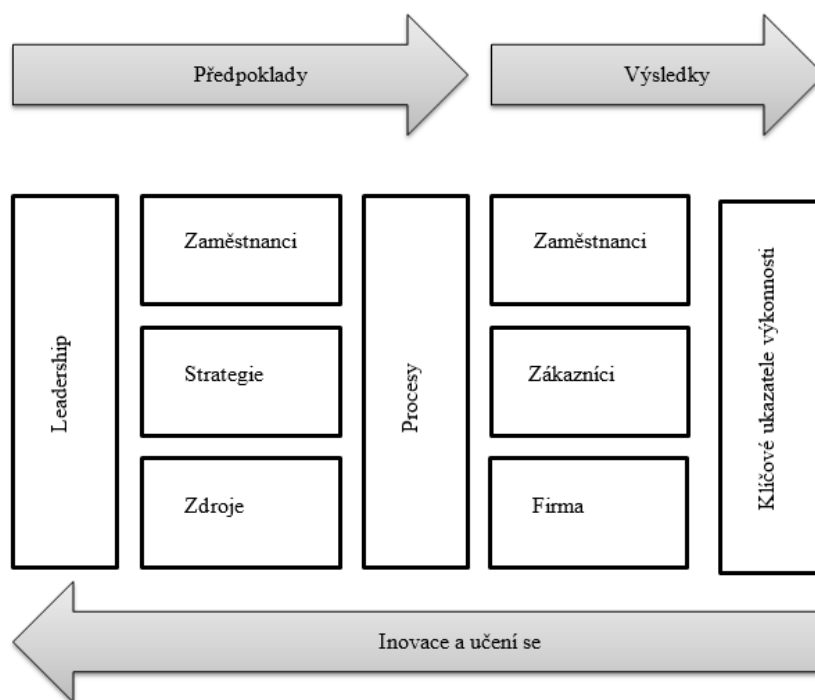 Předpoklady
Výsledky
Leadership
Zaměstnanci
Strategie
Zdroje
Procesy
Zaměstnanci
Zákazníci
Firma
Klíčové ukazatele výkonnosti
Inovace a učení se